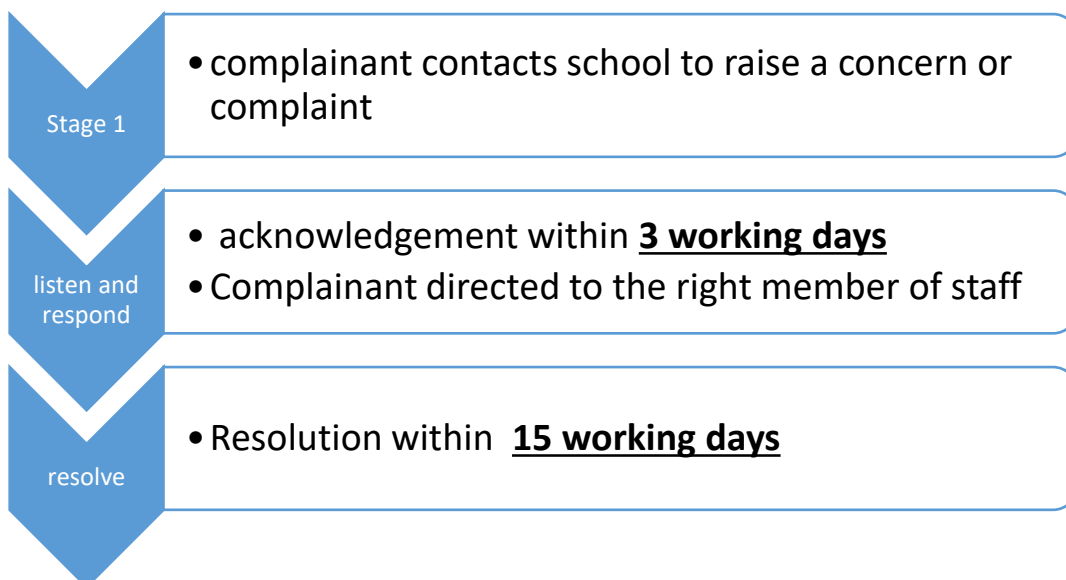 Stage 1
• complainant contacts school to raise a concern or
complaint
listen and
respond
• acknowledgement within 3 working days
• Complainant directed to the right member of staff
resolve
• Resolution within 15 working days